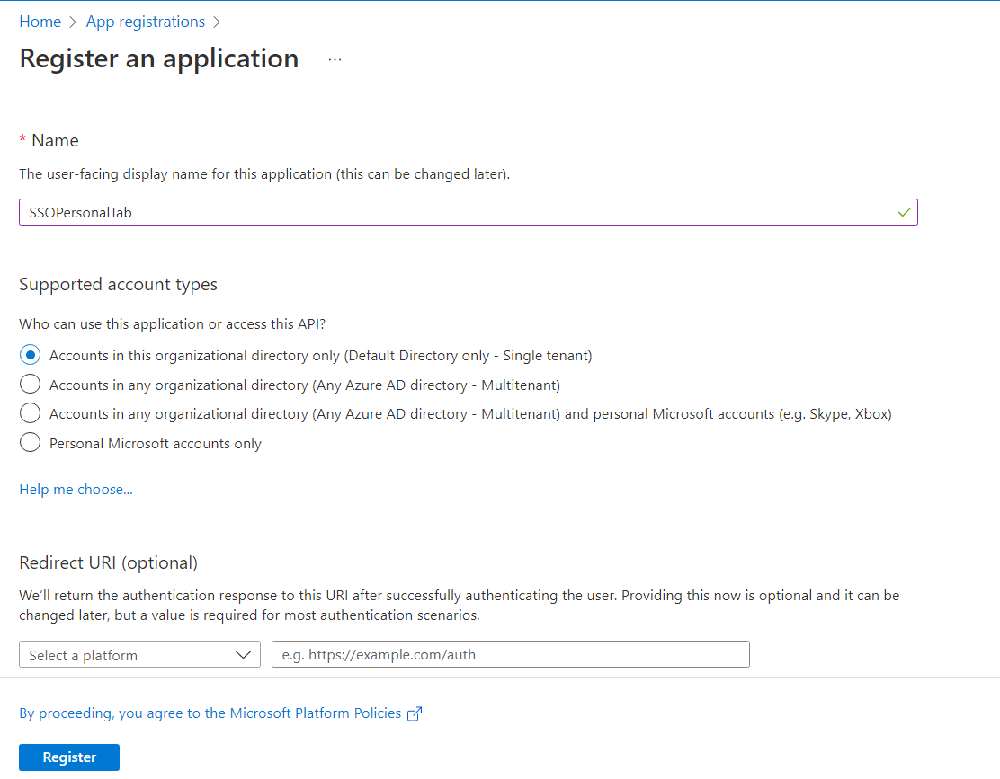 Home > App registrations >
Register an application ...
* Name
The user-facing display name for this application (this can be changed later).
SSOPersonalTab
Supported account types
Who can use this application or access this API?
Accounts in this organizational directory only (Default Directory only - Single tenant)
Accounts in any organizational directory (Any Azure AD directory - Multitenant)
Accounts in any organizational directory (Any Azure AD directory - Multitenant) and personal Microsoft accounts (e.g. Skype, Xbox)
Personal Microsoft accounts only
Help me choose...
Redirect URI (optional)
We'll return the authentication response to this URI after successfully authenticating the user. Providing this now is optional and it can be
changed later, but a value is required for most authentication scenarios.
Select a platform e.g. https://example.com/auth
By proceeding, you agree to the Microsoft Platform Policies
Register